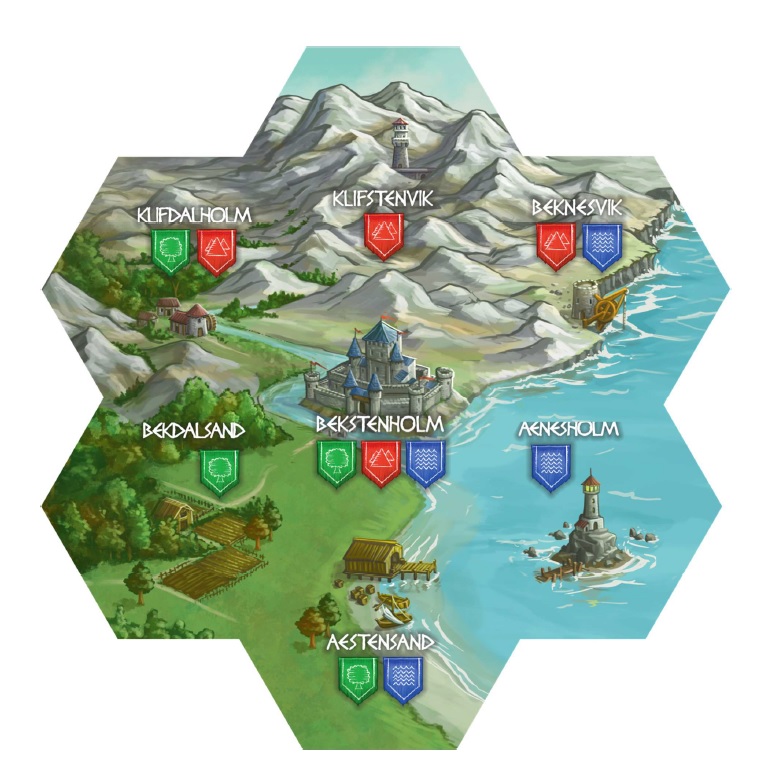 KLIFSTENVIK
KLIFDALHOLM
BEKNESVIK
BEKSTENHOLM
BEKDALSAND
AENESHOLM
AESTENSAND